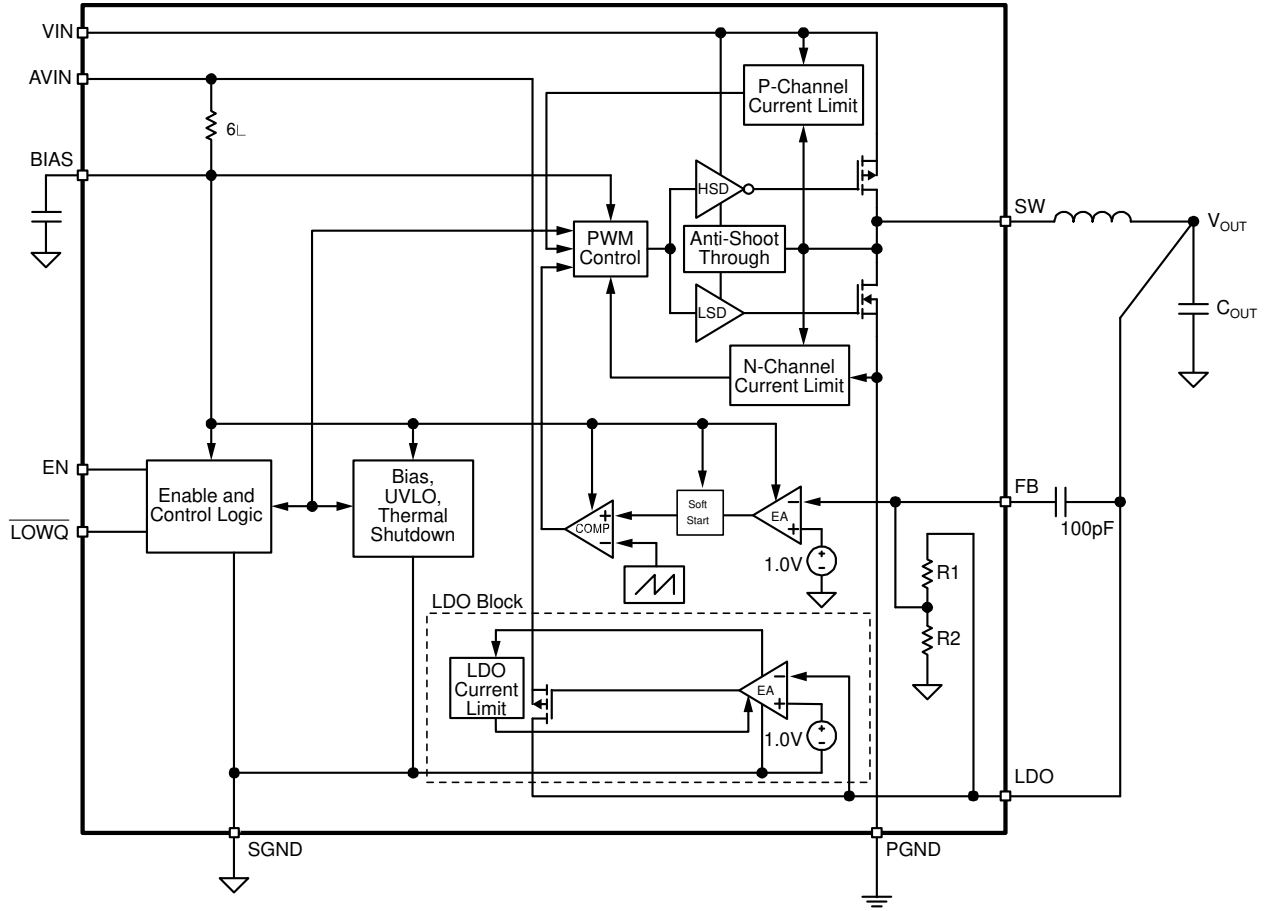 VIN
AVIN
P-Channel
Current Limit
6
BIAS
HSD
SW
VOUT
PWM
Control
Anti-Shoot
Through
LSD
COUT
N-Channel
Current Limit
EN
Enable and
Control Logic
LOWQ
Bias,
UVLO,
Thermal
Shutdown
COMP
+
−
Soft
Start
EA
−
+
1.0V
+
−
FB
100pF
R1
R2
LDO Block
LDO
Current
Limit
EA
−
+
1.0V
+
−
LDO
SGND
PGND